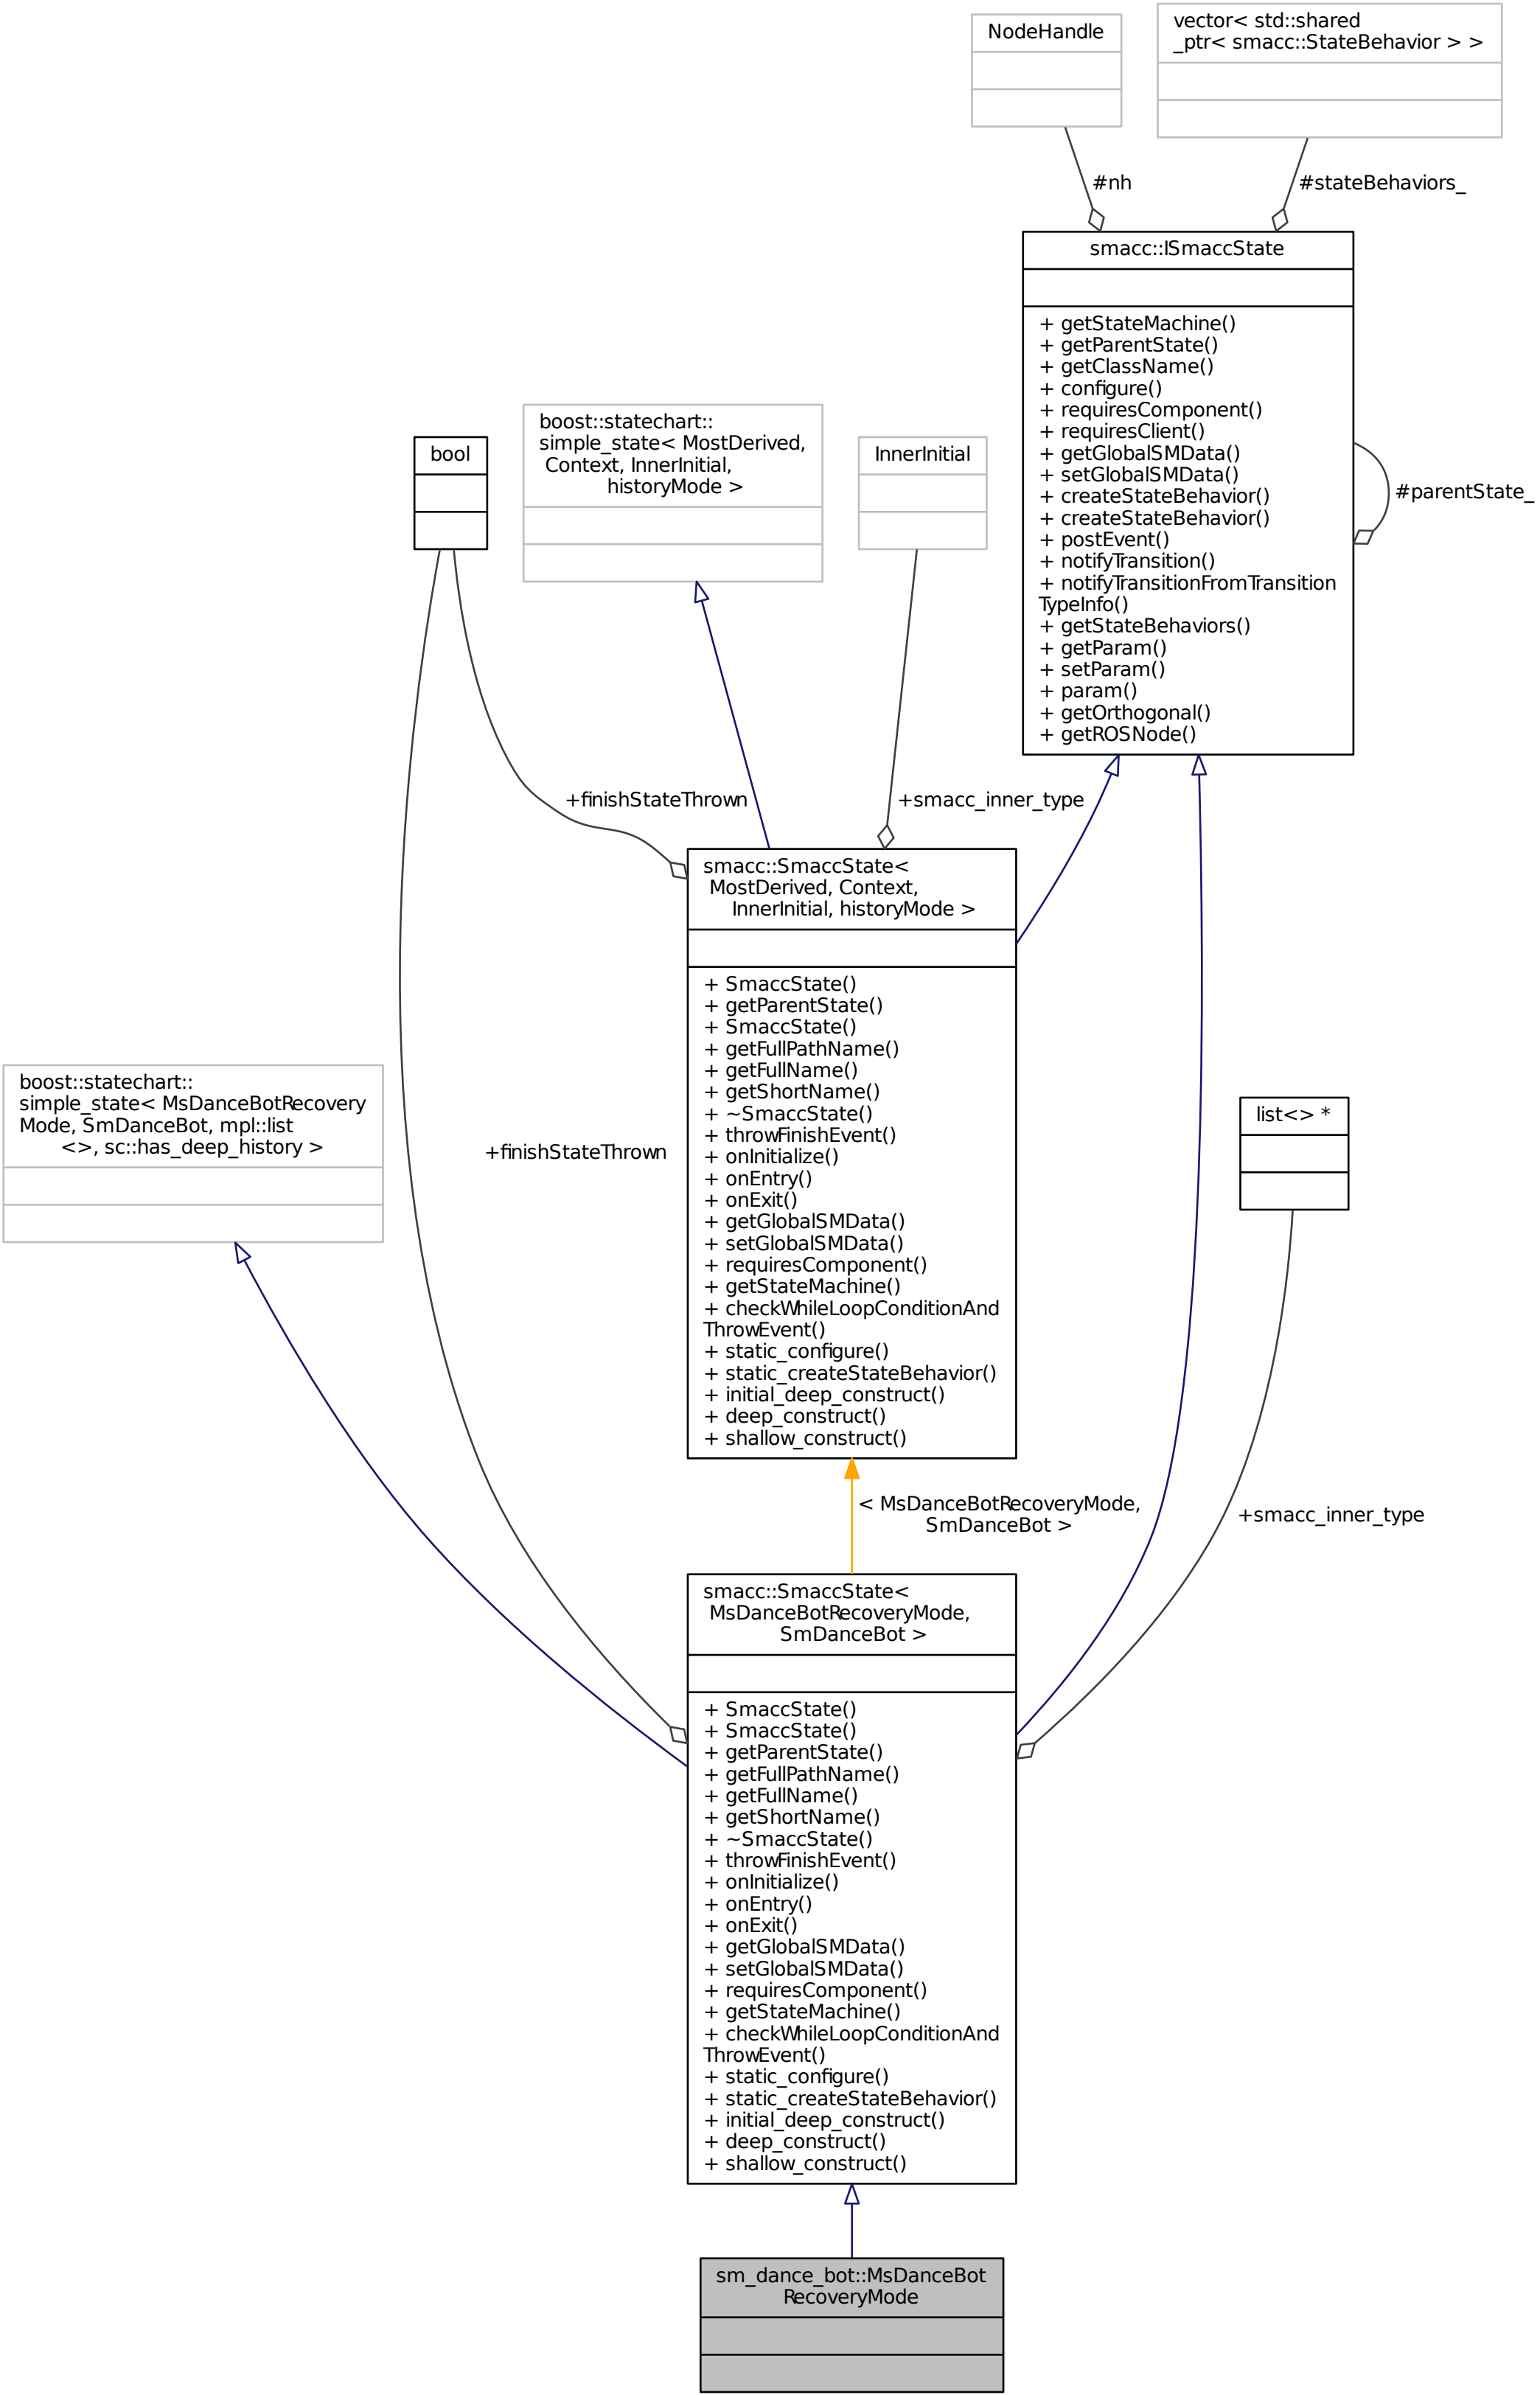 NodeHandle
vector< std::shared
_ptr< smacc::StateBehavior > >
#nh
#stateBehaviors_
smacc::ISmaccState
+ getStateMachine()
+ getParentState()
+ getClassName()
+ configure()
+ requiresComponent()
+ requiresClient()
+ getGlobalSMData()
+ setGlobalSMData()
+ createStateBehavior()
+ createStateBehavior()
+ postEvent()
+ notifyTransition()
+ notifyTransitionFromTransition
TypeInfo()
+ getStateBehaviors()
+ getParam()
+ setParam()
+ param()
+ getOrthogonal()
+ getROSNode()
#parentState_
bool
boost::statechart::
simple_state< MostDerived,
Context, InnerInitial,
historyMode >
InnerInitial
+finishStateThrown
+smacc_inner_type
smacc::SmaccState<
MostDerived, Context,
InnerInitial, historyMode >
+ SmaccState()
+ getParentState()
+ SmaccState()
+ getFullPathName()
+ getFullName()
+ getShortName()
+ ~SmaccState()
+ throwFinishEvent()
+ onInitialize()
+ onEntry()
+ onExit()
+ getGlobalSMData()
+ setGlobalSMData()
+ requiresComponent()
+ getStateMachine()
+ checkWhileLoopConditionAnd
ThrowEvent()
+ static_configure()
+ static_createStateBehavior()
+ initial_deep_construct()
+ deep_construct()
+ shallow_construct()
boost::statechart::
simple_state< MsDanceBotRecovery
Mode, SmDanceBot, mpl::list
<>, sc::has_deep_history >
+finishStateThrown
list<> *
< MsDanceBotRecoveryMode,
SmDanceBot >
+smacc_inner_type
smacc::SmaccState<
MsDanceBotRecoveryMode,
SmDanceBot >
+ SmaccState()
+ SmaccState()
+ getParentState()
+ getFullPathName()
+ getFullName()
+ getShortName()
+ ~SmaccState()
+ throwFinishEvent()
+ onInitialize()
+ onEntry()
+ onExit()
+ getGlobalSMData()
+ setGlobalSMData()
+ requiresComponent()
+ getStateMachine()
+ checkWhileLoopConditionAnd
ThrowEvent()
+ static_configure()
+ static_createStateBehavior()
+ initial_deep_construct()
+ deep_construct()
+ shallow_construct()
sm_dance_bot::MsDanceBot
RecoveryMode